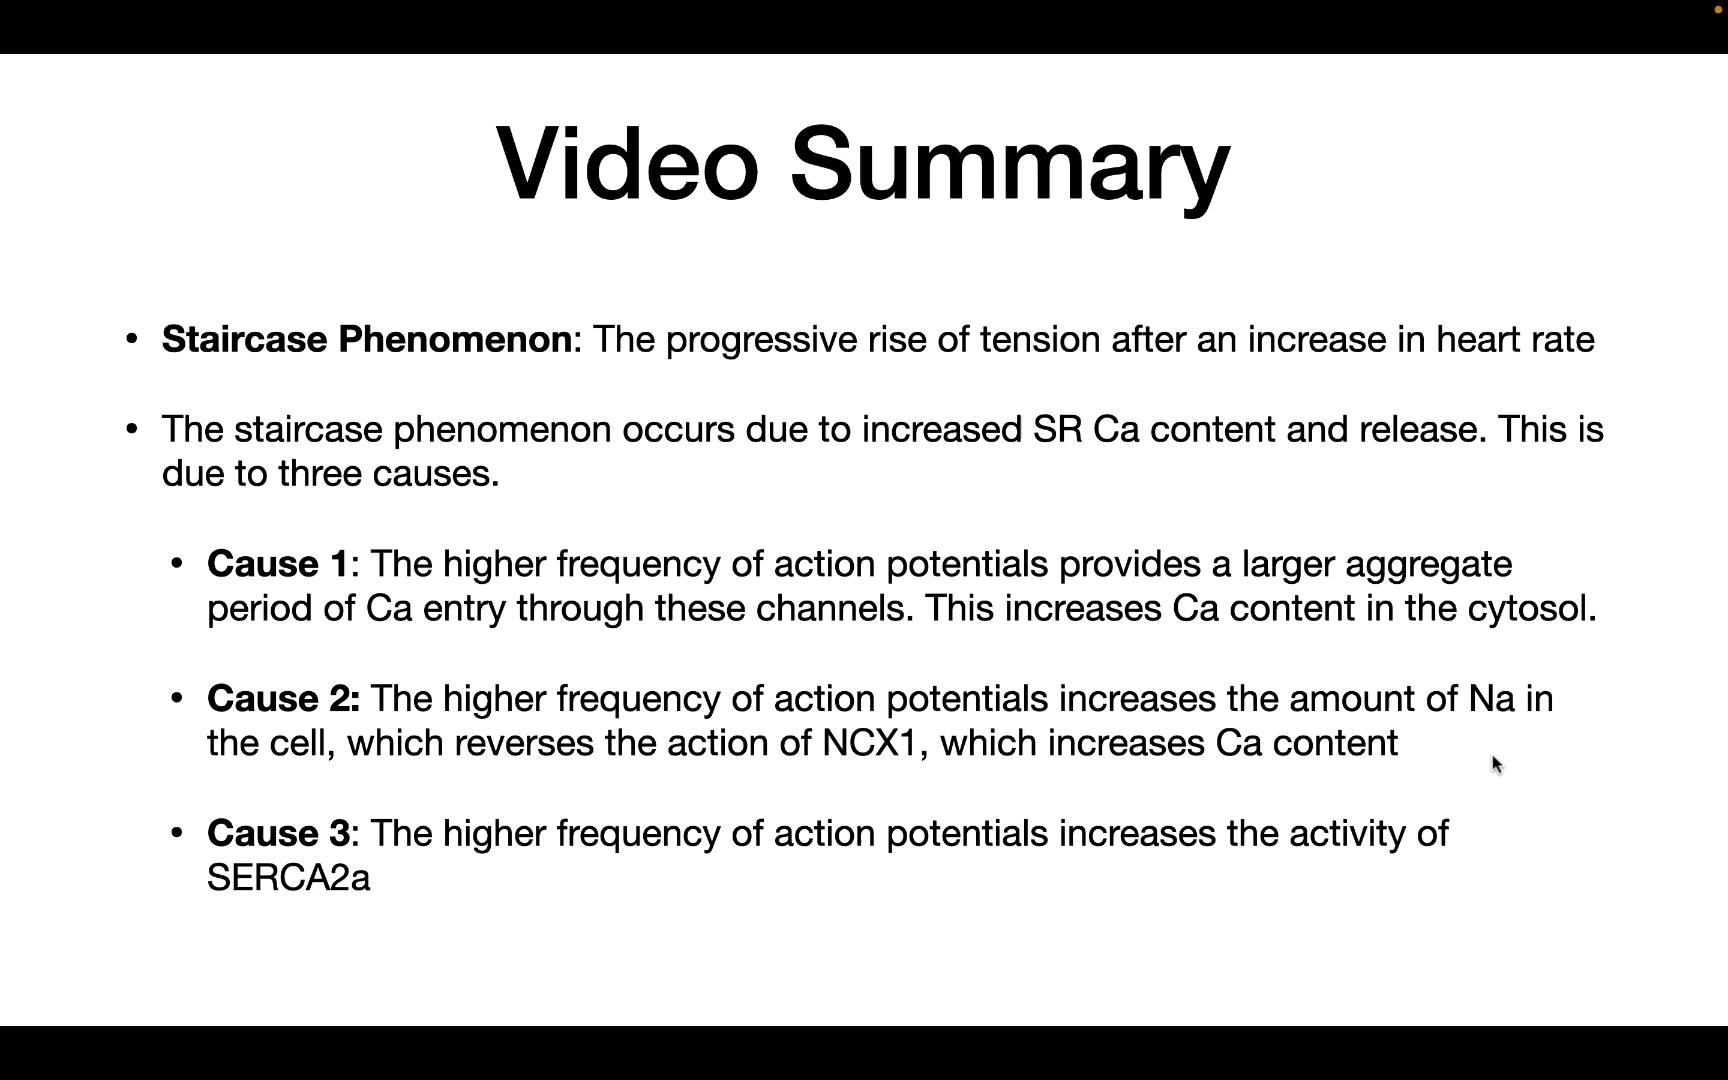 Video Summary
• Staircase Phenomenon: The progressive rise of tension after an increase in heart rate
• The staircase phenomenon occurs due to increased SR Ca content and release. This is
due to three causes.
• Cause 1: The higher frequency of action potentials provides a larger aggregate
period of Ca entry through these channels. This increases Ca content in the cytosol.
• Cause 2: The higher frequency of action potentials increases the amount of Na in
the cell, which reverses the action of NCX1, which increases Ca content
• Cause 3: The higher frequency of action potentials increases the activity of
SERCA2a